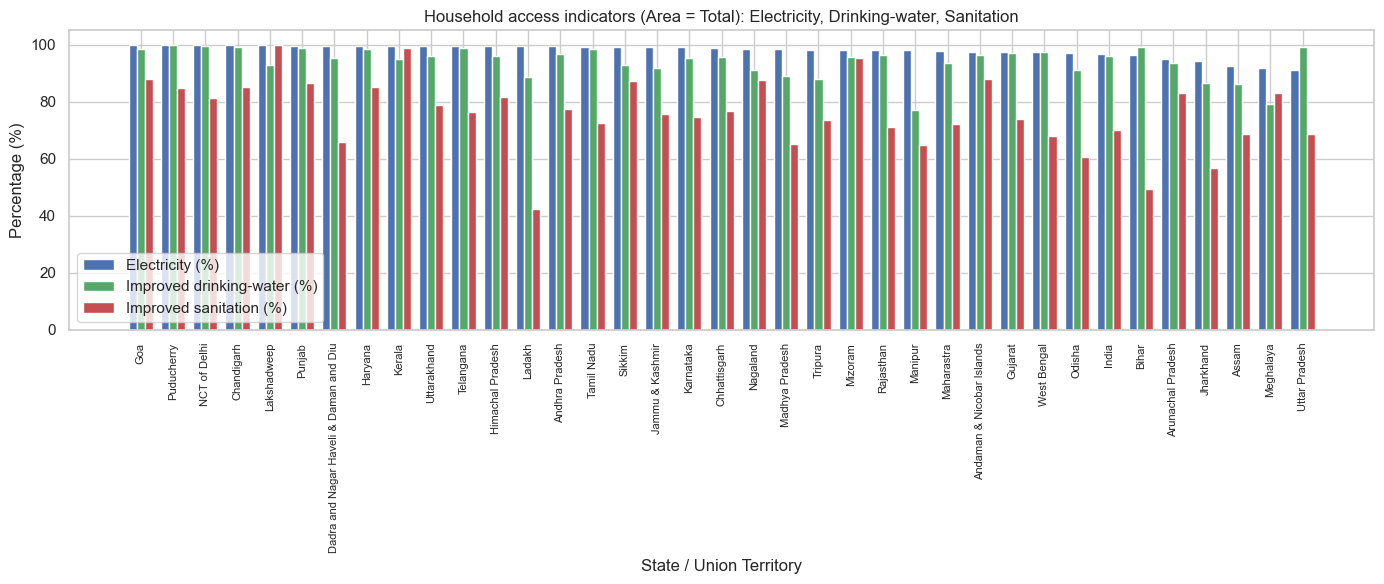 Household access indicators (Area = Total): Electricity, Drinking-water, Sanitation
Percentage (%)
100
80
60
40
20
0
Electricity (%)
Improved drinking-water (%)
Improved sanitation (%)
Goa
Puducherry
NCT of Delhi
Chandigarh
Lakshadweep
Punjab
Dadra and Nagar Haveli & Daman and Diu
Haryana
Kerala
Uttarakhand
Telangana
Himachal Pradesh
Ladakh
Andhra Pradesh
Tamil Nadu
Sikkim
Jammu & Kashmir
Karnataka
Chhattisgarh
Nagaland
Madhya Pradesh
Tripura
Mizoram
Rajasthan
Manipur
Maharastra
Andaman & Nicobar Islands
Gujarat
West Bengal
Odisha
India
Bihar
Arunachal Pradesh
Jharkhand
Assam
Meghalaya
Uttar Pradesh
State / Union Territory